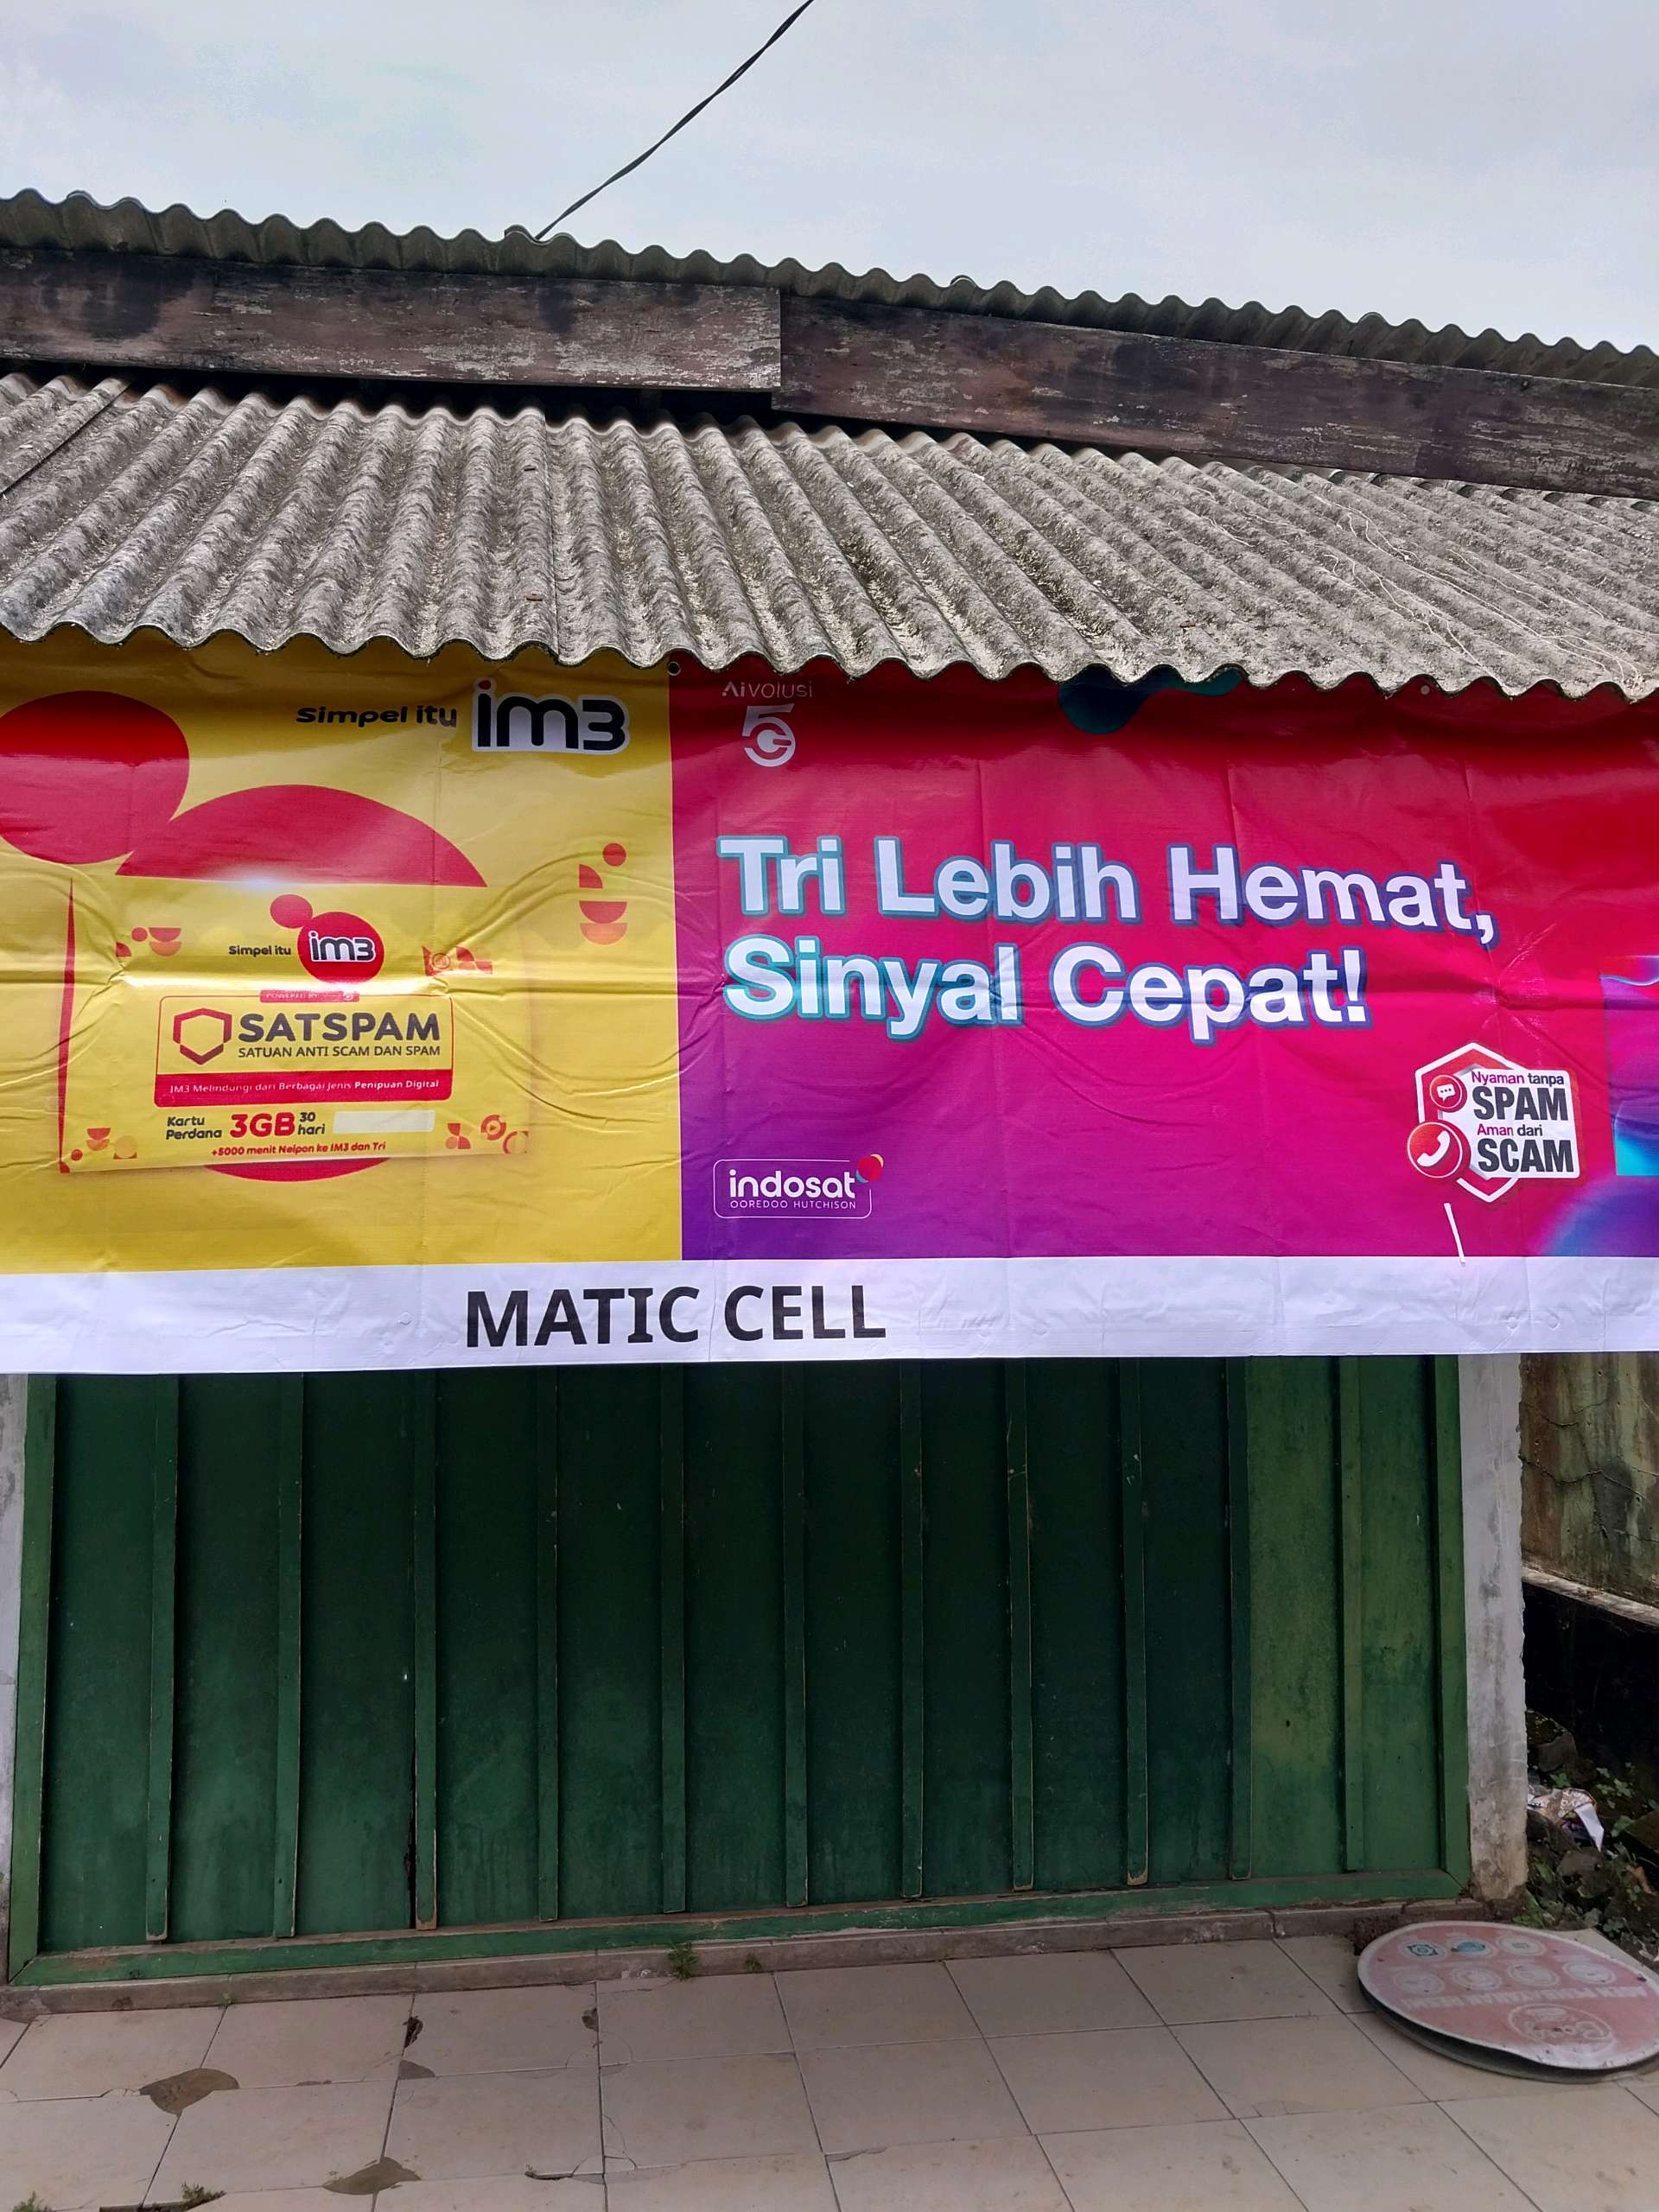 Simpel itu im3
Simpel itu im3
SATSPAM
SATUAN ANTI SCAM DAN SPAM
IM3 Melindungi dari Berbagai Jenis Penipuan Digital
Kartu Perdana 3GB 30 hari
+5000 menit Nelpon ke IM3 dan Tri
AIVOLUSI
5G
Tri Lebih Hemat,
Sinyal Cepat!
Nyaman tanpa
SPAM
Aman dari
SCAM
indosat
OOREDOO HUTCHISON
MATIC CELL